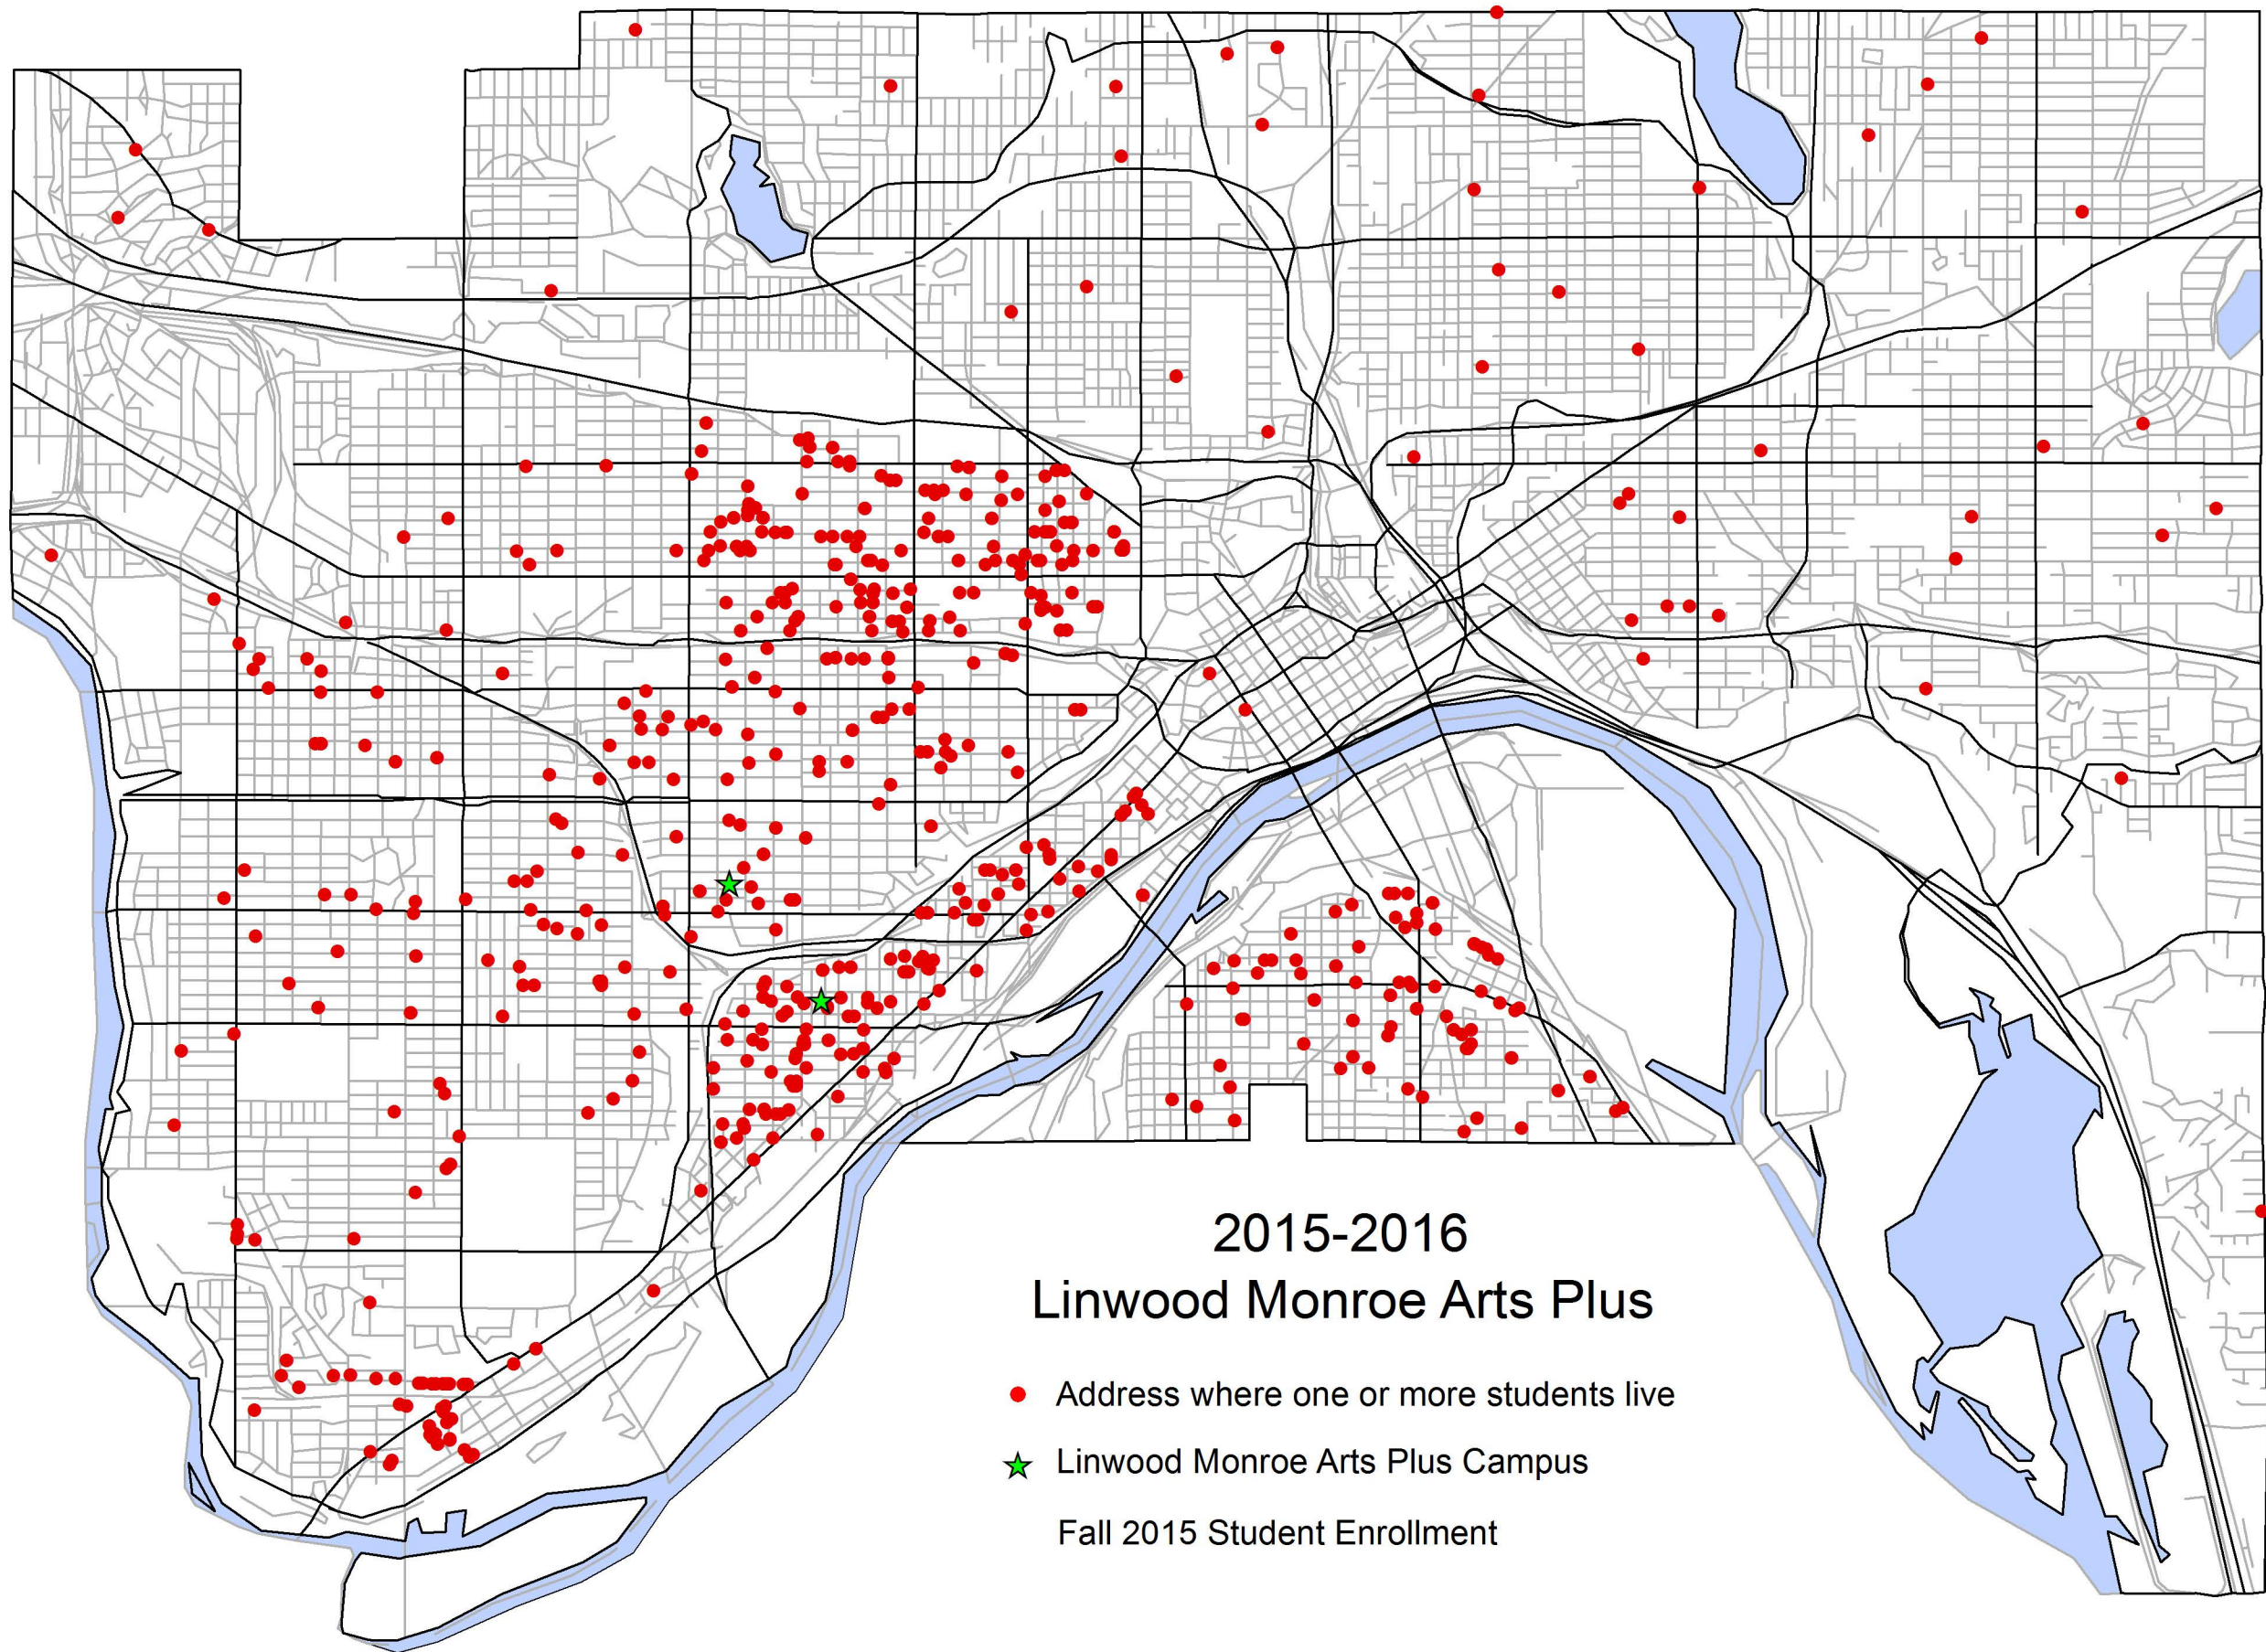 2015-2016
Linwood Monroe Arts Plus
Address where one or more students live
Linwood Monroe Arts Plus Campus
Fall 2015 Student Enrollment